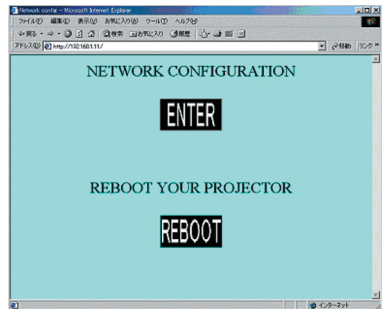 Network config - Microsoft Internet Explorer
ファイル(F) 編集(E) 表示(V) お気に入り(A) ツール(T) ヘルプ(H)
戻る 検索 お気に入り 履歴
アドレス(D) http://192.168.1.11/ 移動 リンク »
NETWORK CONFIGURATION
ENTER
REBOOT YOUR PROJECTOR
REBOOT
インターネット